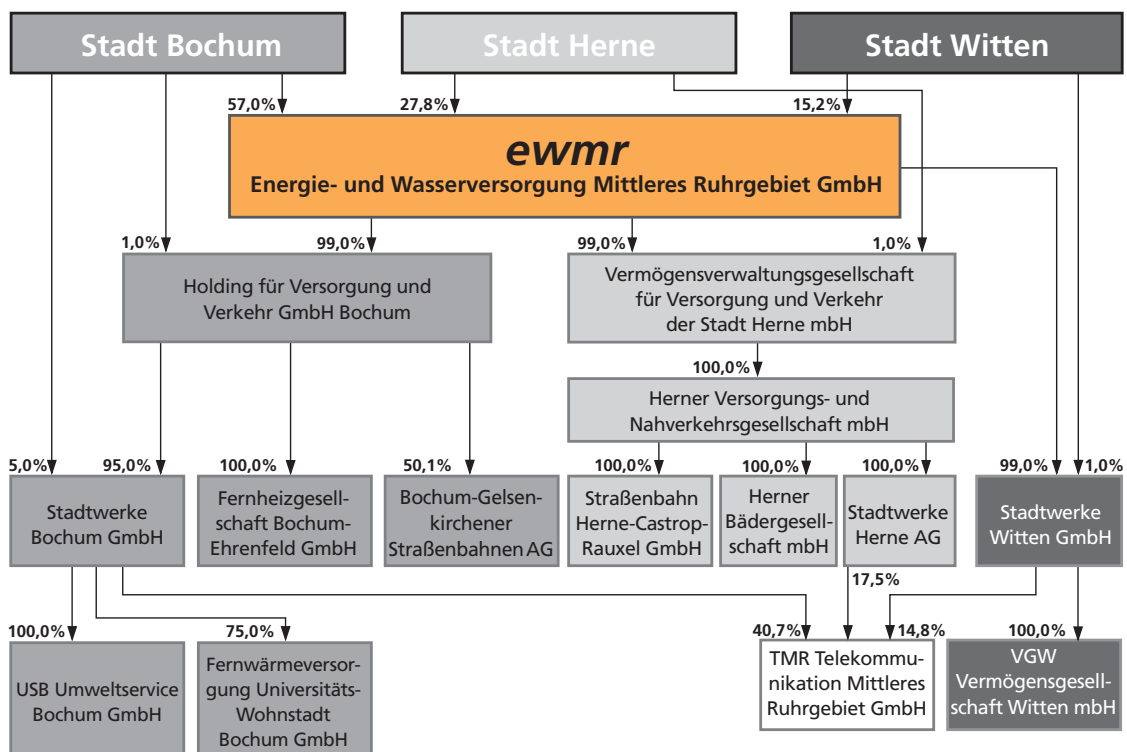 Stadt Bochum
Stadt Herne
Stadt Witten
57,0%
27,8%
15,2%
ewmr
Energie- und Wasserversorgung Mittleres Ruhrgebiet GmbH
1,0%
99,0%
99,0%
1,0%
Holding für Versorgung und
Verkehr GmbH Bochum
Vermögensverwaltungsgesellschaft
für Versorgung und Verkehr
der Stadt Herne mbH
100,0%
Herner Versorgungs- und
Nahverkehrsgesellschaft mbH
5,0%
95,0%
100,0%
50,1%
100,0%
100,0%
100,0%
99,0%
1,0%
Stadtwerke
Bochum GmbH
Fernheizgesell-
schaft Bochum-
Ehrenfeld GmbH
Bochum-Gelsen-
kirchener
Straßenbahnen AG
Straßenbahn
Herne-Castrop-
Rauxel GmbH
Herner
Bädergesell-
schaft mbH
Stadtwerke
Herne AG
Stadtwerke
Witten GmbH
17,5%
100,0%
75,0%
40,7%
14,8%
100,0%
USB Umweltservice
Bochum GmbH
Fernwärmeversor-
gung Universitäts-
Wohnstadt
Bochum GmbH
TMR Telekommu-
nikation Mittleres
Ruhrgebiet GmbH
VGW
Vermögensgesell-
schaft Witten mbH